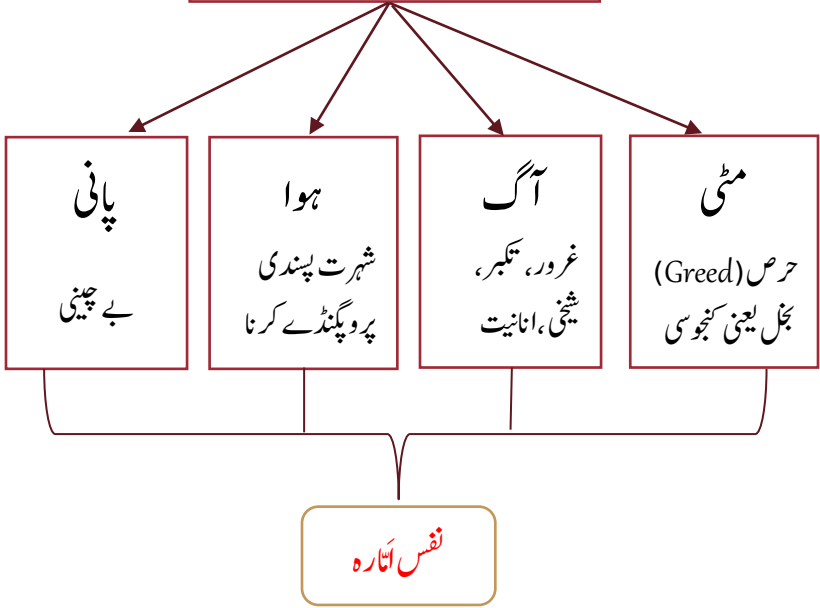 مٹی
حرص (Greed)
بخل یعنی کنجوسی
آگ
غرور، تکبر،
شیخی، انانیت
ہوا
شہرت پسندی
پروپگنڈے کرنا
پانی
بے چینی
نفس امّارہ